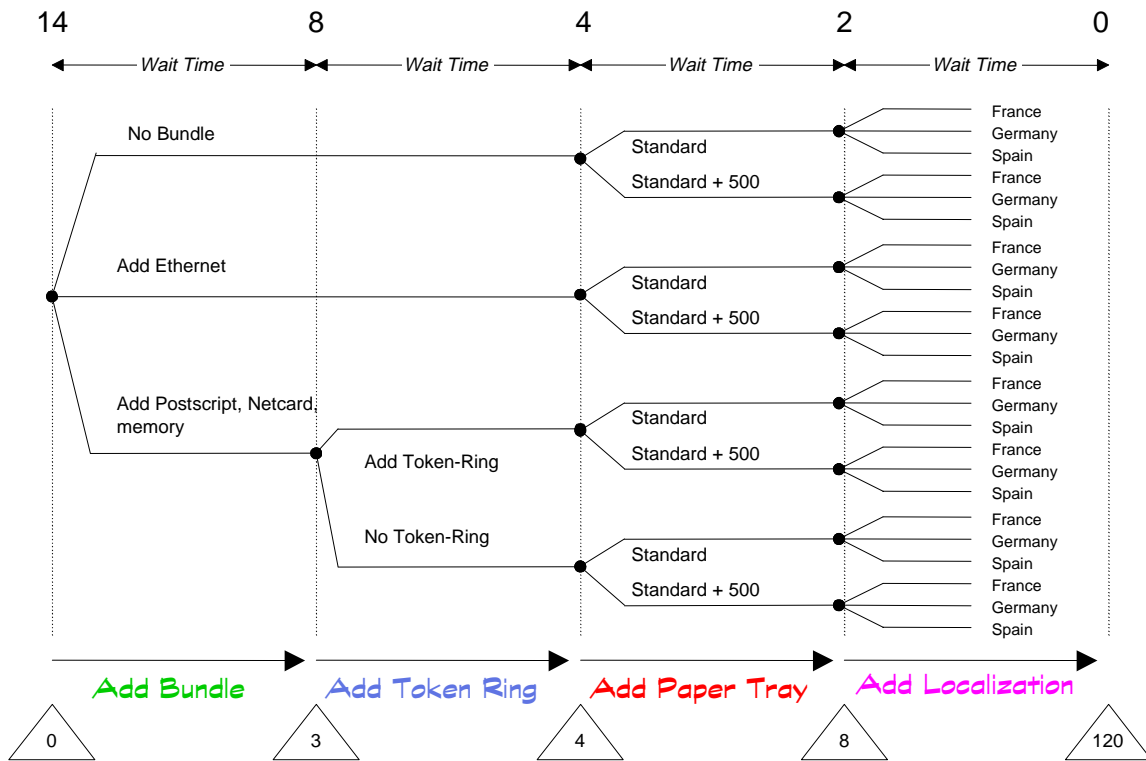 14 8 4 2 0
Wait Time Wait Time Wait Time Wait Time
No Bundle
Standard
Standard + 500
France
Germany
Spain
France
Germany
Spain
Add Ethernet
Standard
Standard + 500
France
Germany
Spain
France
Germany
Spain
Add Postscript, Netcard,
memory
Add Token-Ring
Standard
Standard + 500
France
Germany
Spain
France
Germany
Spain
No Token-Ring
Standard
Standard + 500
France
Germany
Spain
France
Germany
Spain
Add Bundle Add Token Ring Add Paper Tray Add Localization
0 3 4 8 120